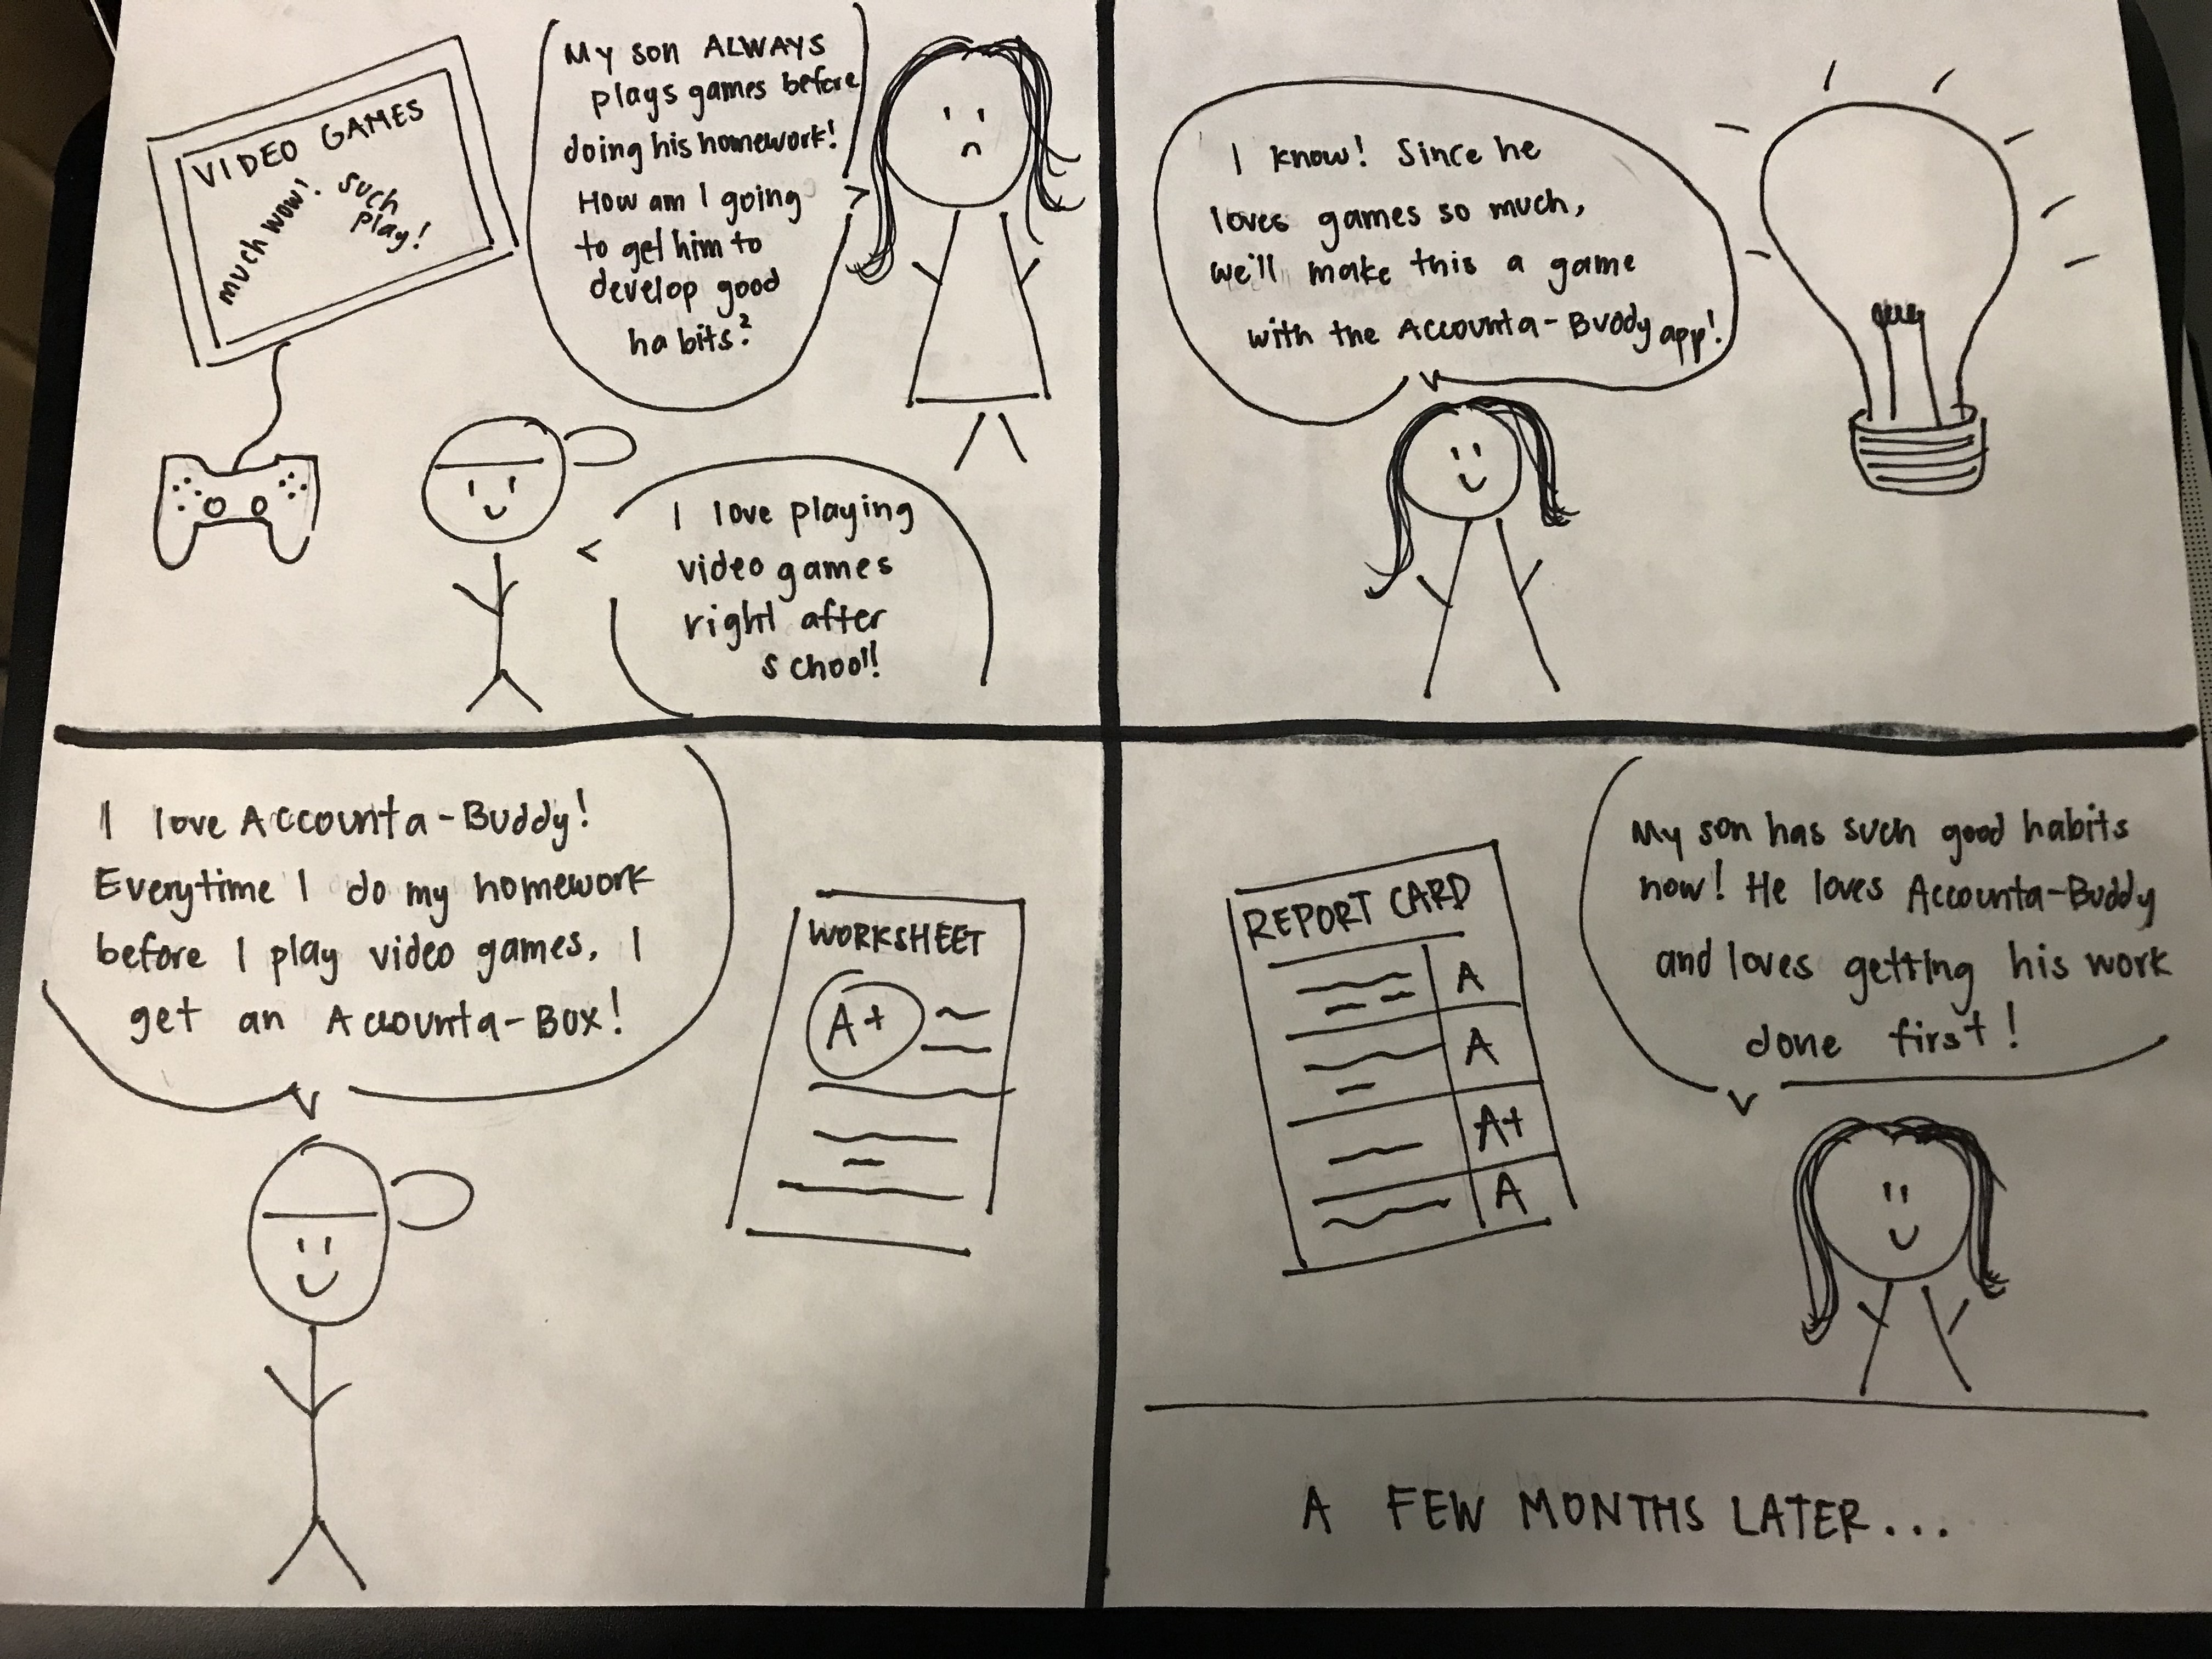 VIDEO GAMES
much wow!
such
play!
My son ALWAYS
plays games before
doing his homework!
How am I going
to get him to
develop good
habits?
I love playing
video games
right after
school!
I know! Since he
loves games so much,
we'll make this a game
with the Accounta-Buddy app!
I love Accounta-Buddy!
Everytime I do my homework
before I play video games, I
get an Accounta-Box!
WORKSHEET
A+
REPORT CARD
A
A
A+
A
My son has such good habits
now! He loves Accounta-Buddy
and loves getting his work
done first!
A FEW MONTHS LATER...